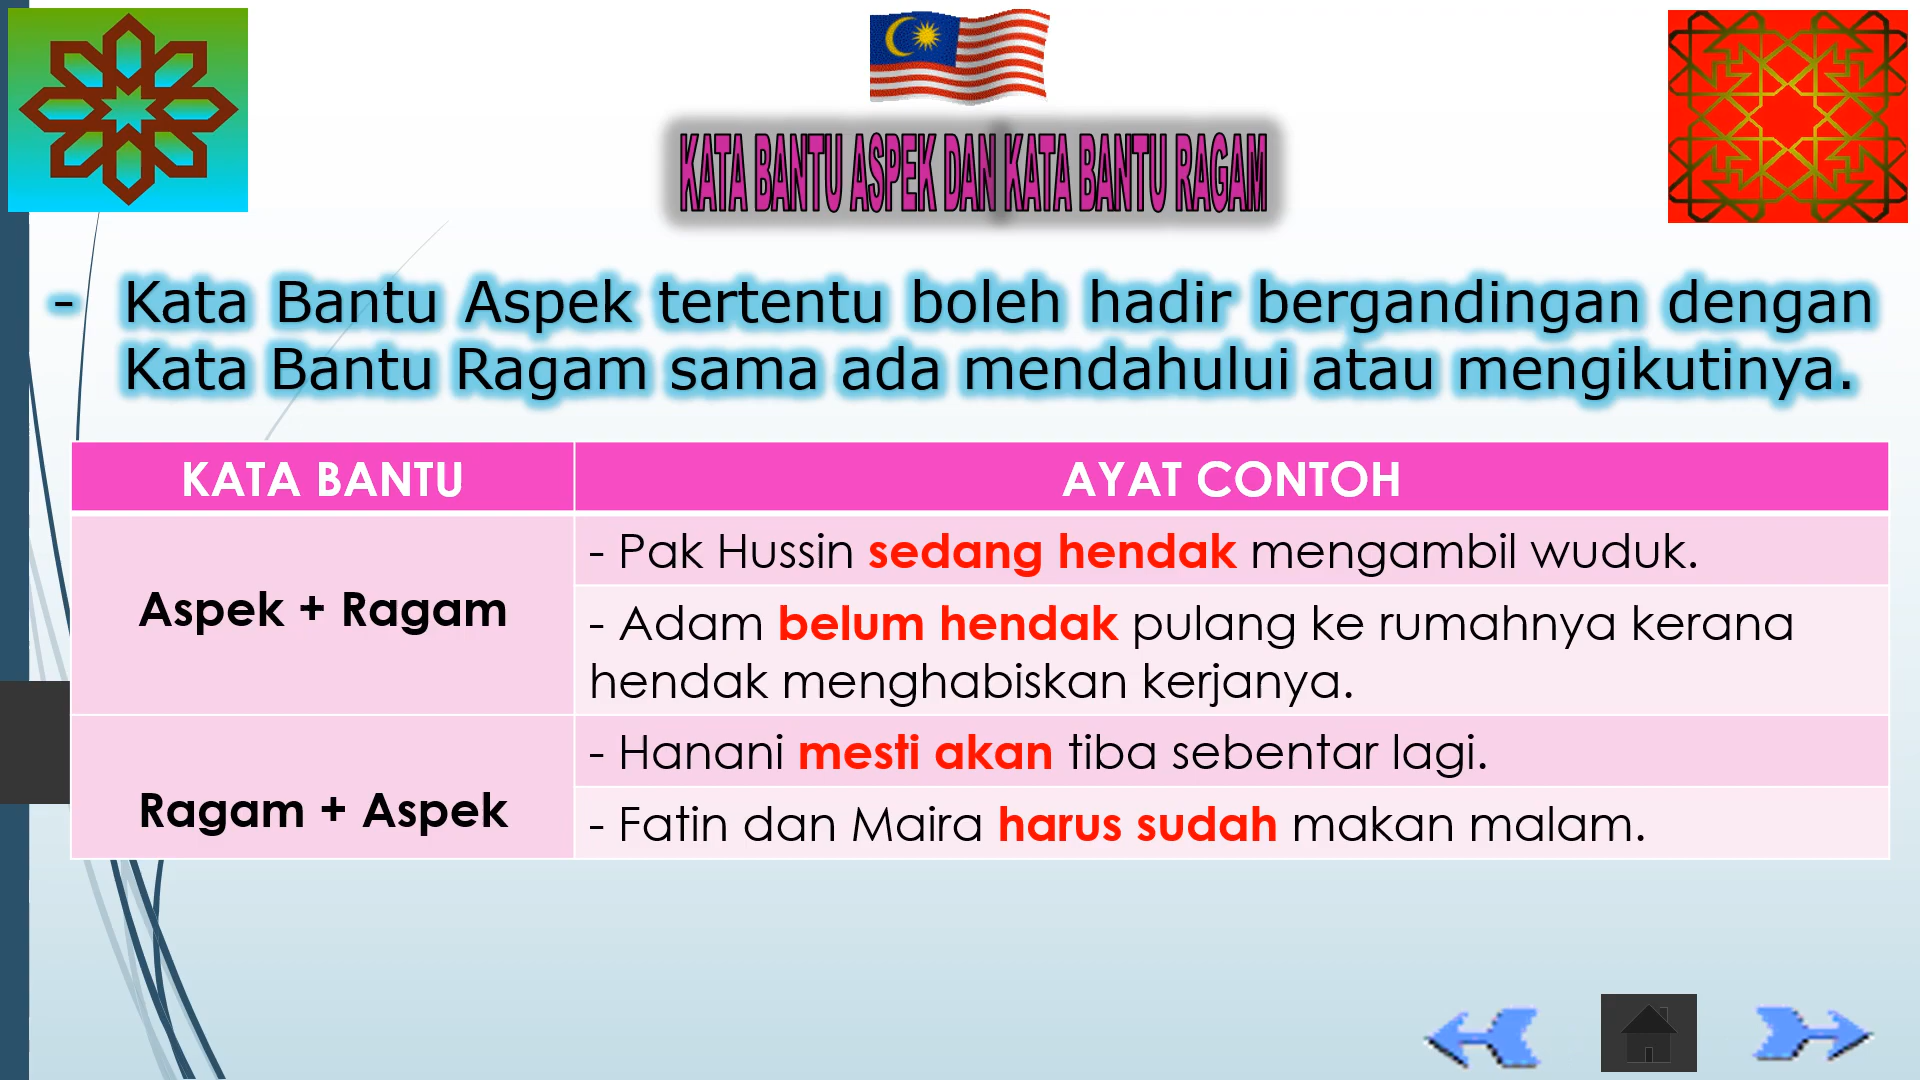 KATA BANTU ASPEK DAN KATA BANTU RAGAM
- Kata Bantu Aspek tertentu boleh hadir bergandingan dengan
Kata Bantu Ragam sama ada mendahului atau mengikutinya.
KATA BANTU
AYAT CONTOH
Aspek + Ragam
- Pak Hussin sedang hendak mengambil wuduk.
- Adam belum hendak pulang ke rumahnya kerana
hendak menghabiskan kerjanya.
Ragam + Aspek
- Hanani mesti akan tiba sebentar lagi.
- Fatin dan Maira harus sudah makan malam.